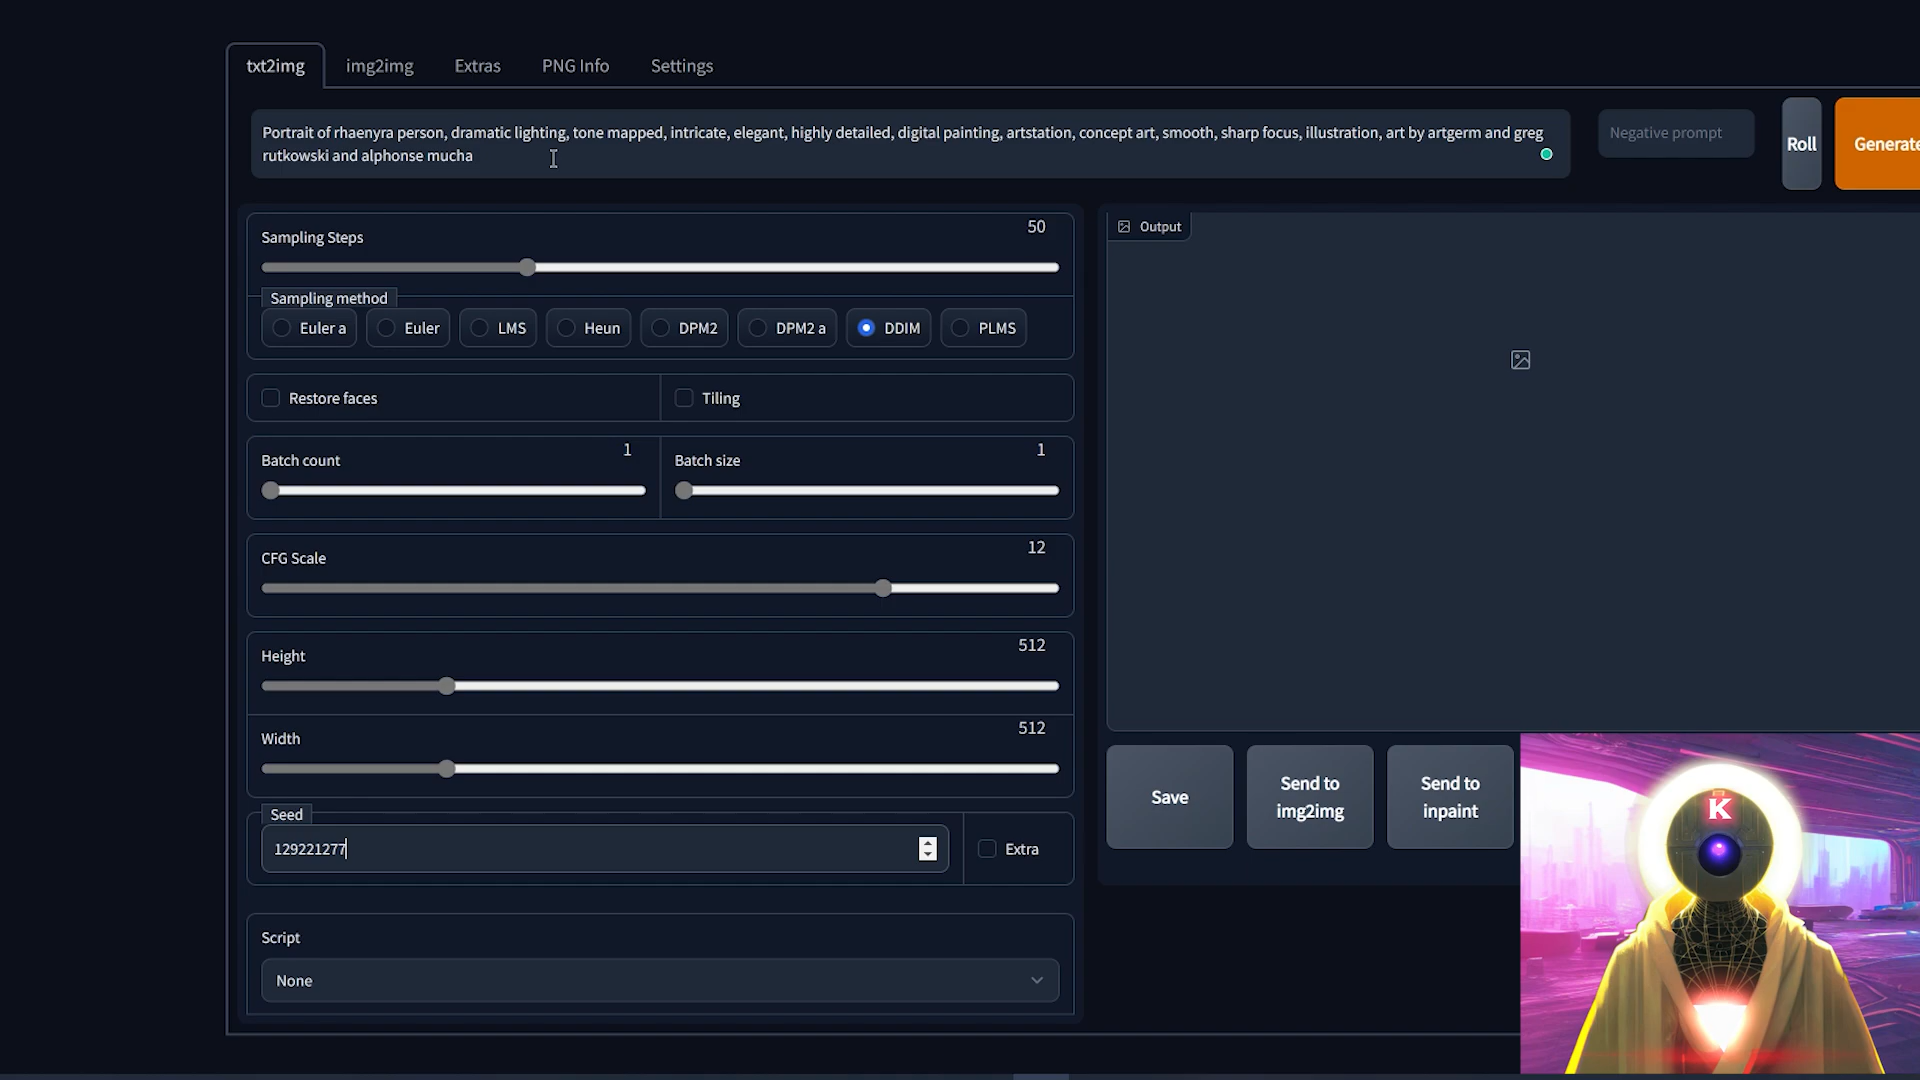 txt2img img2img Extras PNG Info Settings
Portrait of rhaenyra person, dramatic lighting, tone mapped, intricate, elegant, highly detailed, digital painting, artstation, concept art, smooth, sharp focus, illustration, art by artgerm and greg
rutkowski and alphonse mucha
Negative prompt
Roll
Generate
Sampling Steps
50
Sampling method
Euler a Euler LMS Heun DPM2 DPM2 a DDIM PLMS
Restore faces
Tiling
Batch count
1
Batch size
1
CFG Scale
12
Height
512
Width
512
Seed
129221277
Extra
Script
None
Output
Save
Send to
img2img
Send to
inpaint
K